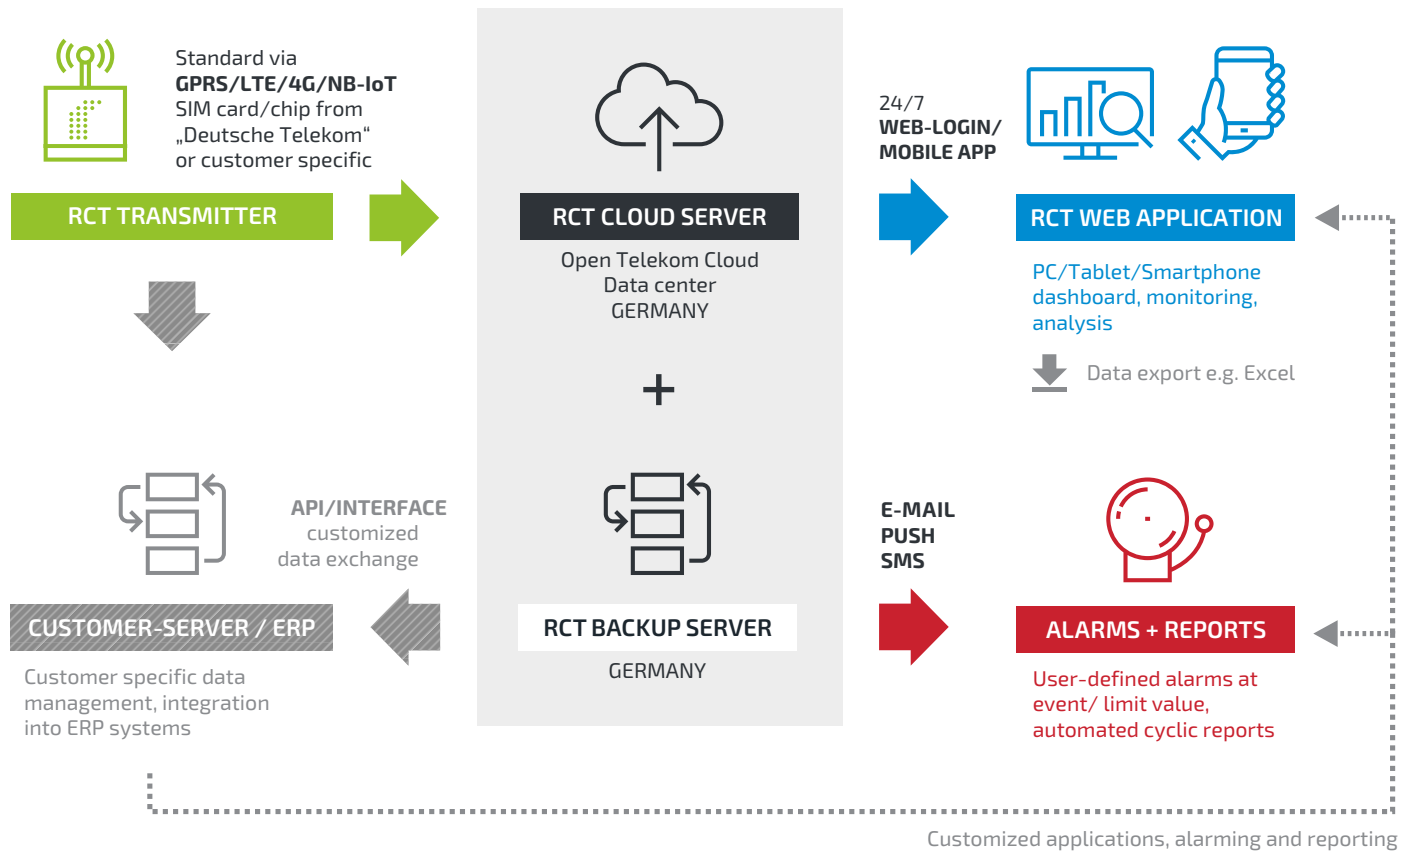 Standard via
GPRS/LTE/4G/NB-IoT
SIM card/chip from
„Deutsche Telekom“
or customer specific
RCT TRANSMITTER
RCT CLOUD SERVER
Open Telekom Cloud
Data center
GERMANY
+
24/7
WEB-LOGIN/
MOBILE APP
RCT WEB APPLICATION
PC/Tablet/Smartphone
dashboard, monitoring,
analysis
Data export e.g. Excel
API/INTERFACE
customized
data exchange
CUSTOMER-SERVER / ERP
Customer specific data
management, integration
into ERP systems
RCT BACKUP SERVER
GERMANY
E-MAIL
PUSH
SMS
ALARMS + REPORTS
User-defined alarms at
event/ limit value,
automated cyclic reports
Customized applications, alarming and reporting